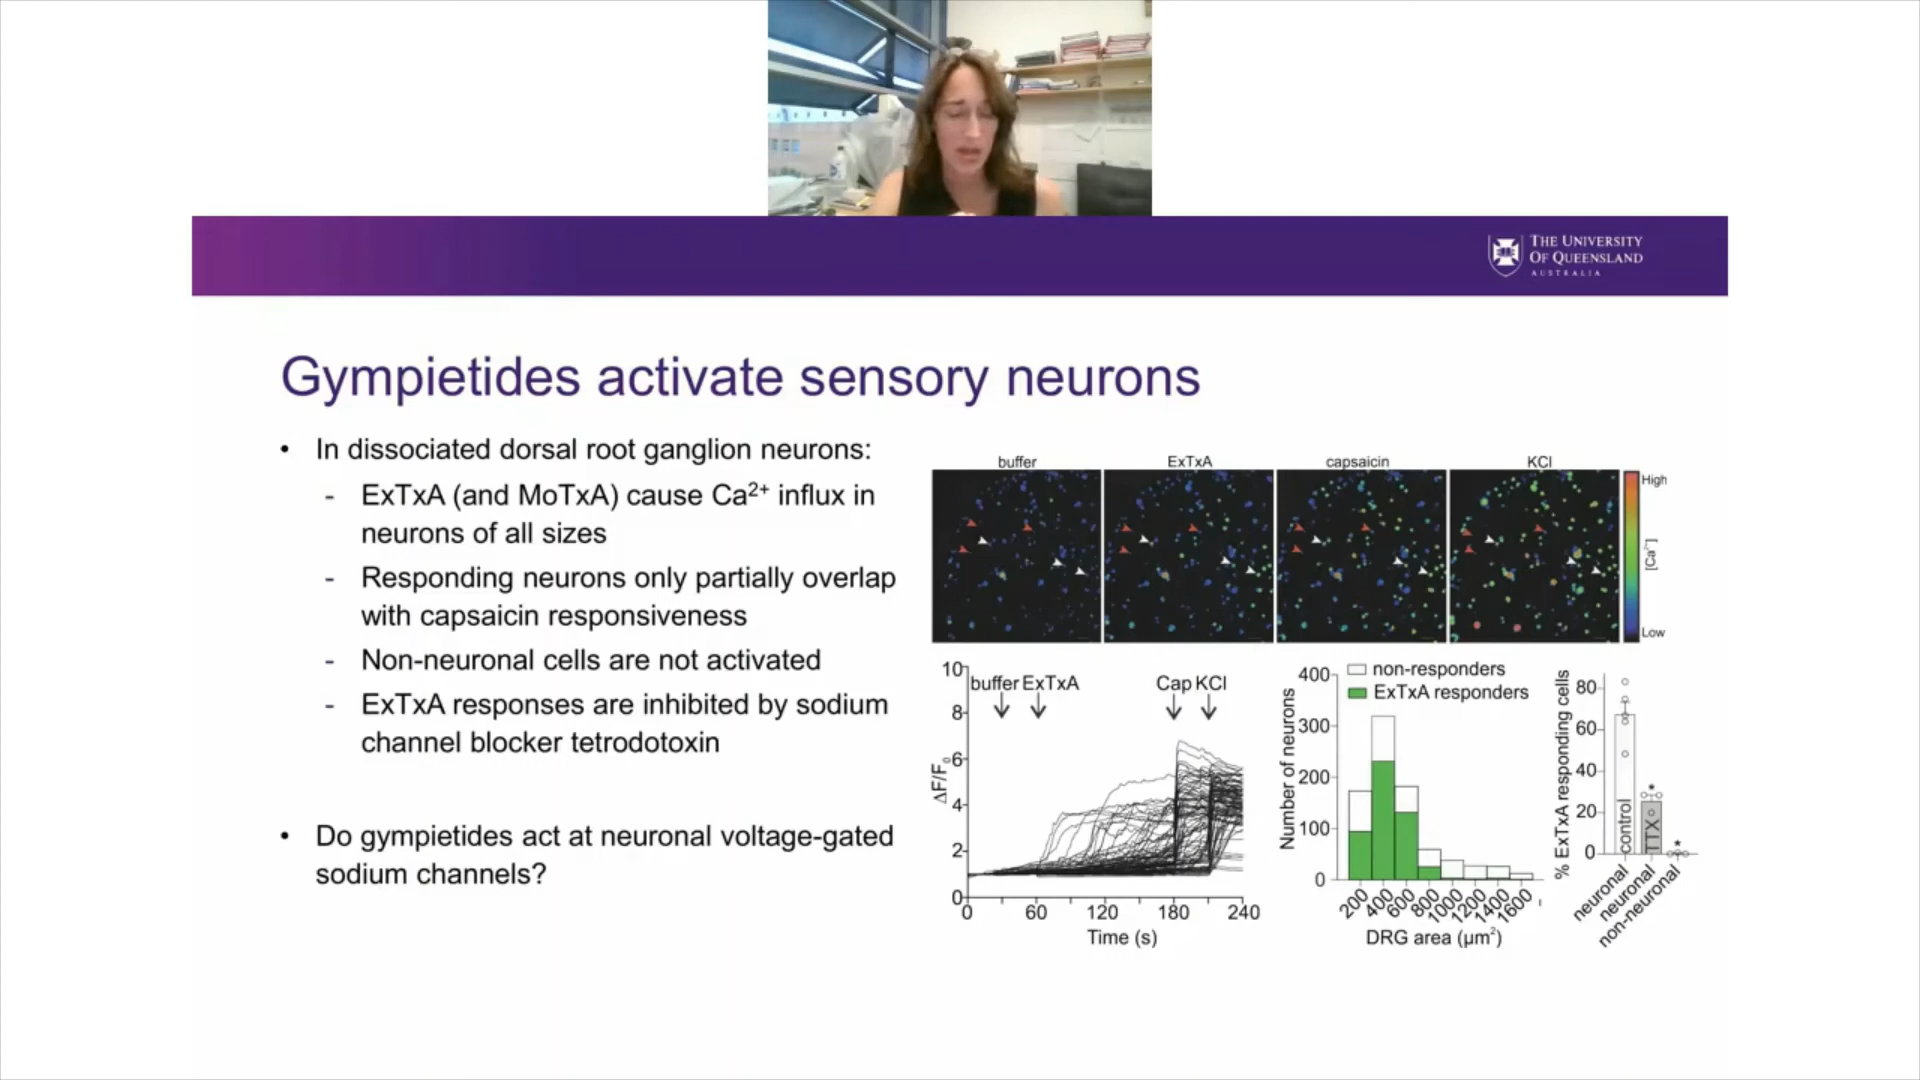 THE UNIVERSITY
OF QUEENSLAND
AUSTRALIA
Gympietides activate sensory neurons
• In dissociated dorsal root ganglion neurons:
- ExTxA (and MoTxA) cause Ca²⁺ influx in
neurons of all sizes
- Responding neurons only partially overlap
with capsaicin responsiveness
- Non-neuronal cells are not activated
- ExTxA responses are inhibited by sodium
channel blocker tetrodotoxin
• Do gympietides act at neuronal voltage-gated
sodium channels?
buffer ExTxA capsaicin KCl
High
[Ca²⁺]
Low
10
8
6
4
2
0
ΔF/F₀
buffer ExTxA Cap KCl
0 60 120 180 240
Time (s)
400
300
200
100
0
Number of neurons
non-responders
ExTxA responders
200 400 600 800 1000 1200 1400 1600
DRG area (µm²)
80
60
40
20
0
% ExTxA responding cells
control
TTX
*
*
neuronal
neuronal
non-neuronal